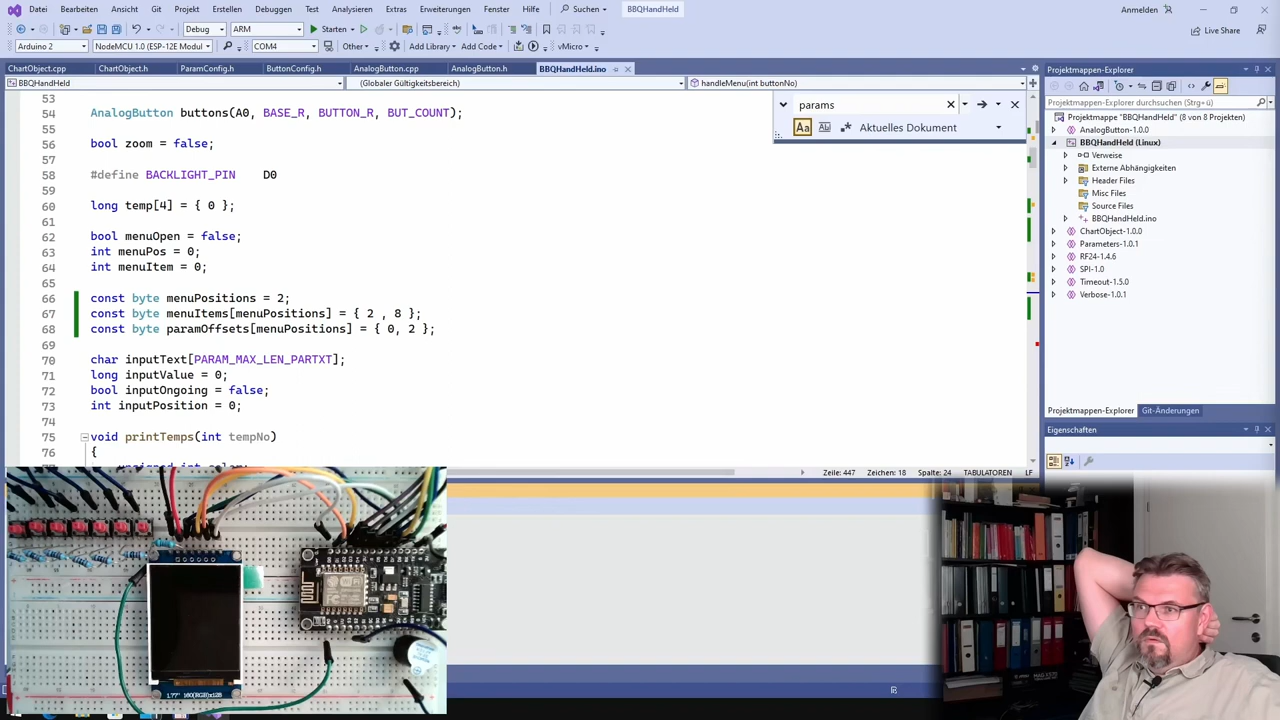 Datei Bearbeiten Ansicht Git Projekt Erstellen Debuggen Test Analysieren Extras Erweiterungen Fenster Hilfe Suchen BBQHandHeld Anmelden
Debug ARM Starten Live Share
Arduino 2 NodeMCU 1.0 (ESP-12E Modul COM4 Other Add Library Add Code vMicro
ChartObject.cpp ChartObject.h ParamConfig.h ButtonConfig.h AnalogButton.cpp AnalogButton.h BBQHandHeld.ino
BBQHandHeld (Globaler Gültigkeitsbereich) handleMenu(int buttonNo)
params
Aktuelles Dokument
53
54 AnalogButton buttons(A0, BASE_R, BUTTON_R, BUT_COUNT);
55
56 bool zoom = false;
57
58 #define BACKLIGHT_PIN D0
59
60 long temp[4] = { 0 };
61
62 bool menuOpen = false;
63 int menuPos = 0;
64 int menuItem = 0;
65
66 const byte menuPositions = 2;
67 const byte menuItems[menuPositions] = { 2 , 8 };
68 const byte paramOffsets[menuPositions] = { 0, 2 };
69
70 char inputText[PARAM_MAX_LEN_PARTXT];
71 long inputValue = 0;
72 bool inputOngoing = false;
73 int inputPosition = 0;
74
75 void printTemps(int tempNo)
76 {
Zeile: 447 Zeichen: 18 Spalte: 24 TABULATOREN LF
Projektmappen-Explorer
Projektmappen-Explorer durchsuchen (Strg+ü)
Projektmappe "BBQHandHeld" (8 von 8 Projekten)
AnalogButton-1.0.0
BBQHandHeld (Linux)
Verweise
Externe Abhängigkeiten
Header Files
Misc Files
Source Files
BBQHandHeld.ino
ChartObject-1.0.0
Parameters-1.0.1
RF24-1.4.6
SPI-1.0
Timeout-1.5.0
Verbose-1.0.1
Projektmappen-Explorer Git-Änderungen
Eigenschaften